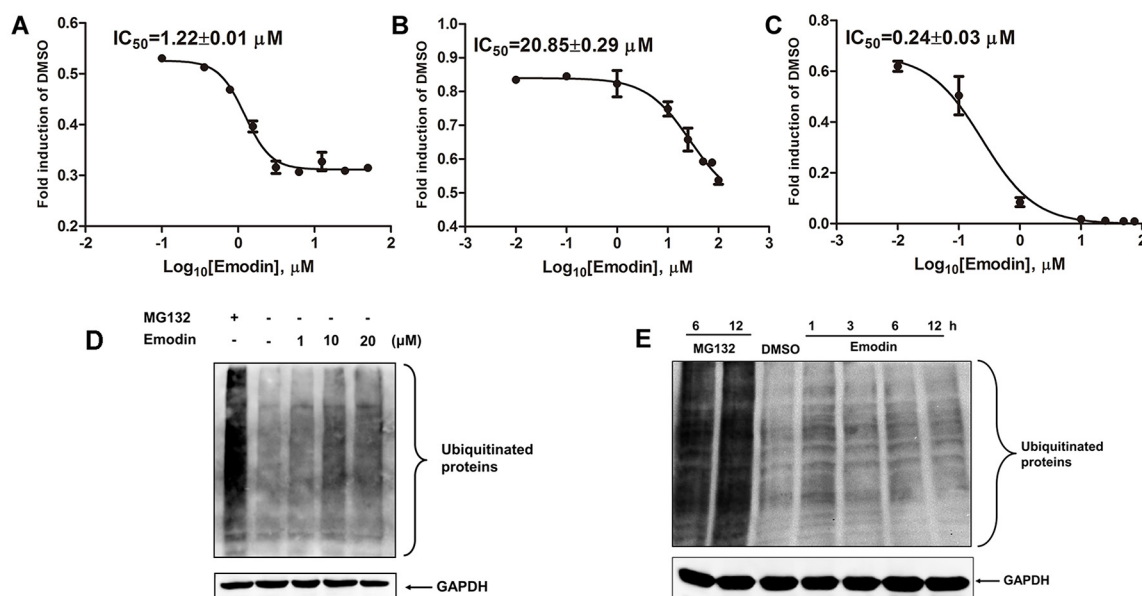 A
IC50=1.22±0.01 μM
Fold induction of DMSO
0.6
0.5
0.4
0.3
0.2
-2 -1 0 1 2
Log10[Emodin], μM
B
IC50=20.85±0.29 μM
Fold induction of DMSO
1.0
0.9
0.8
0.7
0.6
0.5
0.4
-3 -2 -1 0 1 2 3
Log10[Emodin], μM
C
IC50=0.24±0.03 μM
Fold induction of DMSO
0.8
0.6
0.4
0.2
0.0
-3 -2 -1 0 1 2
Log10[Emodin], μM
D
MG132 + - - - -
Emodin - - 1 10 20 (μM)
Ubiquitinated
proteins
GAPDH
E
6 12 1 3 6 12 h
MG132 DMSO Emodin
Ubiquitinated
proteins
GAPDH